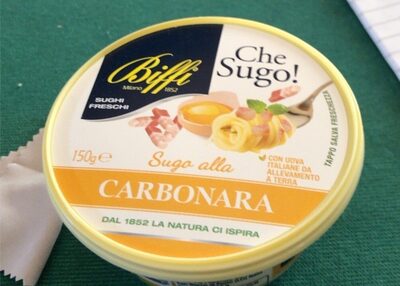 Che
Sugo!
Biffi
Milano 1852
SUGHI
FRESCHI
150g e
Sugo alla
CON UOVA
ITALIANE DA
ALLEVAMENTO
A TERRA
TAPPO SALVA FRESCHEZZA
CARBONARA
DAL 1852 LA NATURA CI ISPIRA